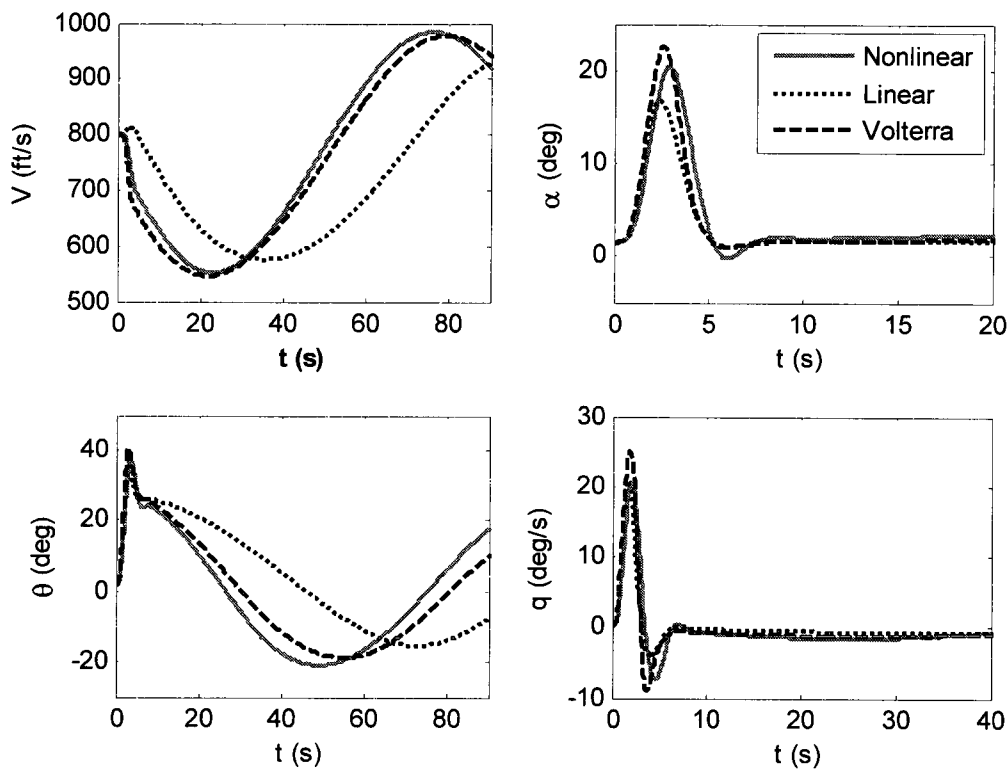 1000
900
800
700
600
500
V (ft/s)
0 20 40 60 80
t (s)
20
10
0
α (deg)
0 5 10 15 20
t (s)
Nonlinear
Linear
Volterra
40
20
0
-20
θ (deg)
0 20 40 60 80
t (s)
30
20
10
0
-10
q (deg/s)
0 10 20 30 40
t (s)